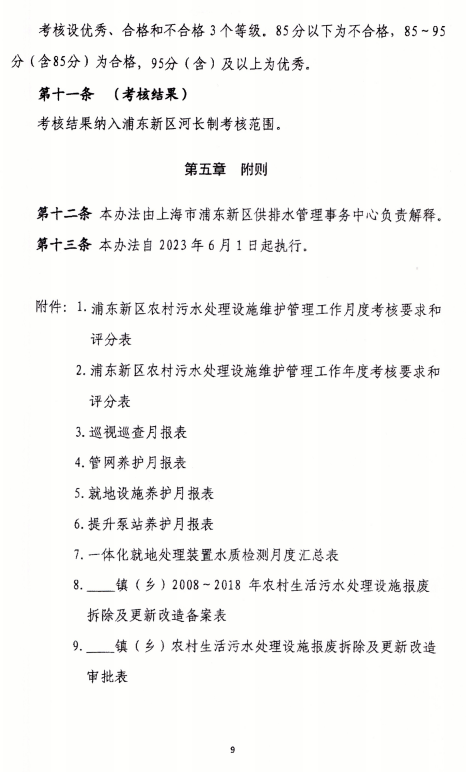 考核设优秀、合格和不合格 3 个等级。85 分以下为不合格，85～95
分（含85分）为合格，95分（含）及以上为优秀。
第十一条 （考核结果）
考核结果纳入浦东新区河长制考核范围。
第五章 附则
第十二条 本办法由上海市浦东新区供排水管理事务中心负责解释。
第十三条 本办法自 2023 年 6 月 1 日起执行。
附件：1. 浦东新区农村污水处理设施维护管理工作月度考核要求和
评分表
2. 浦东新区农村污水处理设施维护管理工作年度考核要求和
评分表
3. 巡视巡查月报表
4. 管网养护月报表
5. 就地设施养护月报表
6. 提升泵站养护月报表
7. 一体化就地处理装置水质检测月度汇总表
8. ____镇（乡）2008～2018 年农村生活污水处理设施报废
拆除及更新改造备案表
9. ____镇（乡）农村生活污水处理设施报废拆除及更新改造
审批表
9